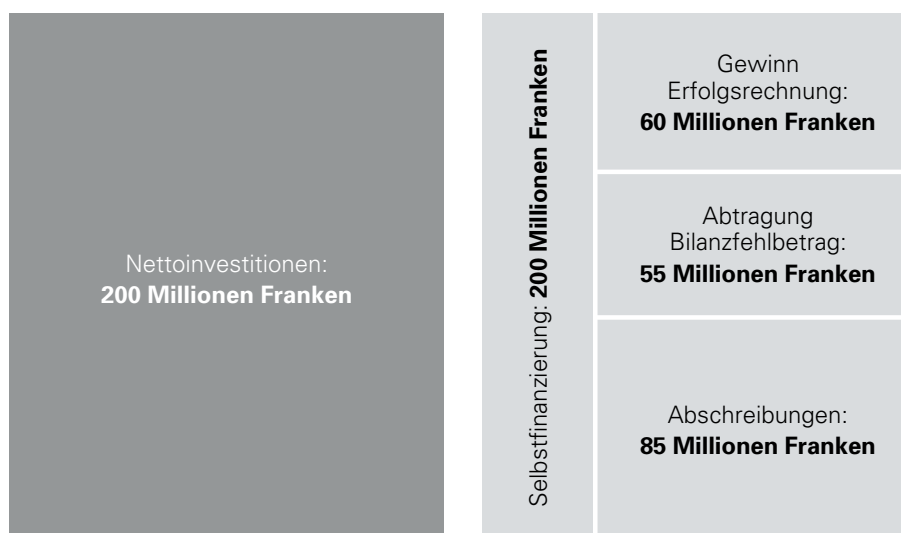 Nettoinvestitionen:
200 Millionen Franken
Selbstfinanzierung: 200 Millionen Franken
Gewinn
Erfolgsrechnung:
60 Millionen Franken
Abtragung
Bilanzfehlbetrag:
55 Millionen Franken
Abschreibungen:
85 Millionen Franken